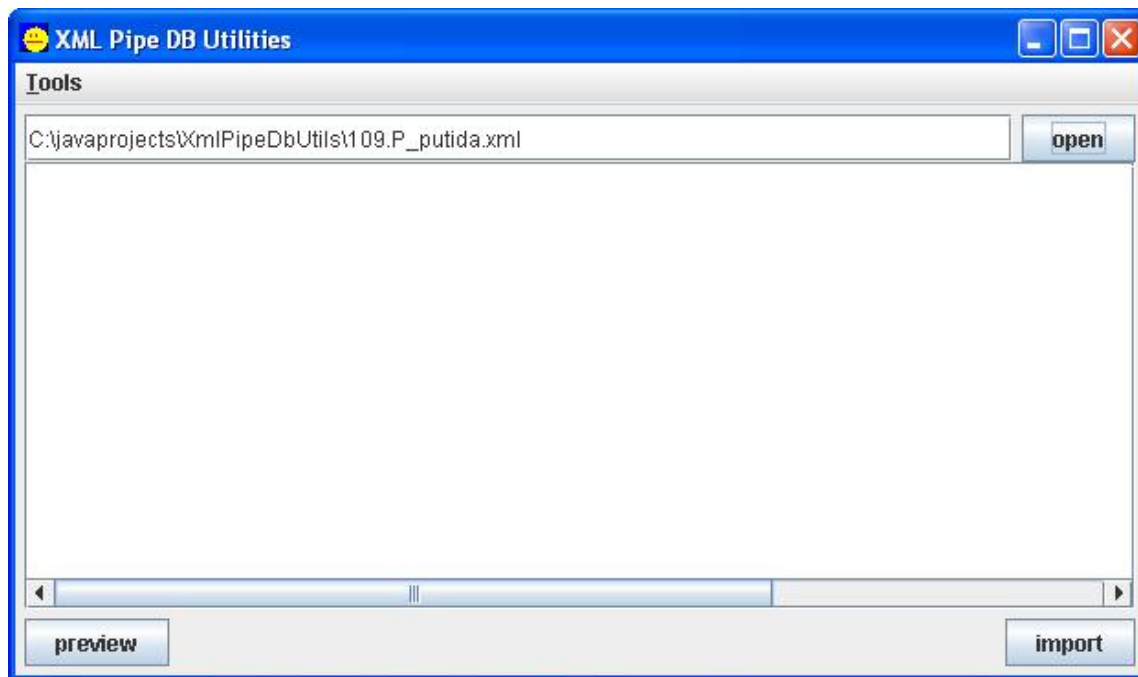 XML Pipe DB Utilities
Tools
C:\javaprojects\XmlPipeDbUtils\109.P_putida.xml
open
preview
import